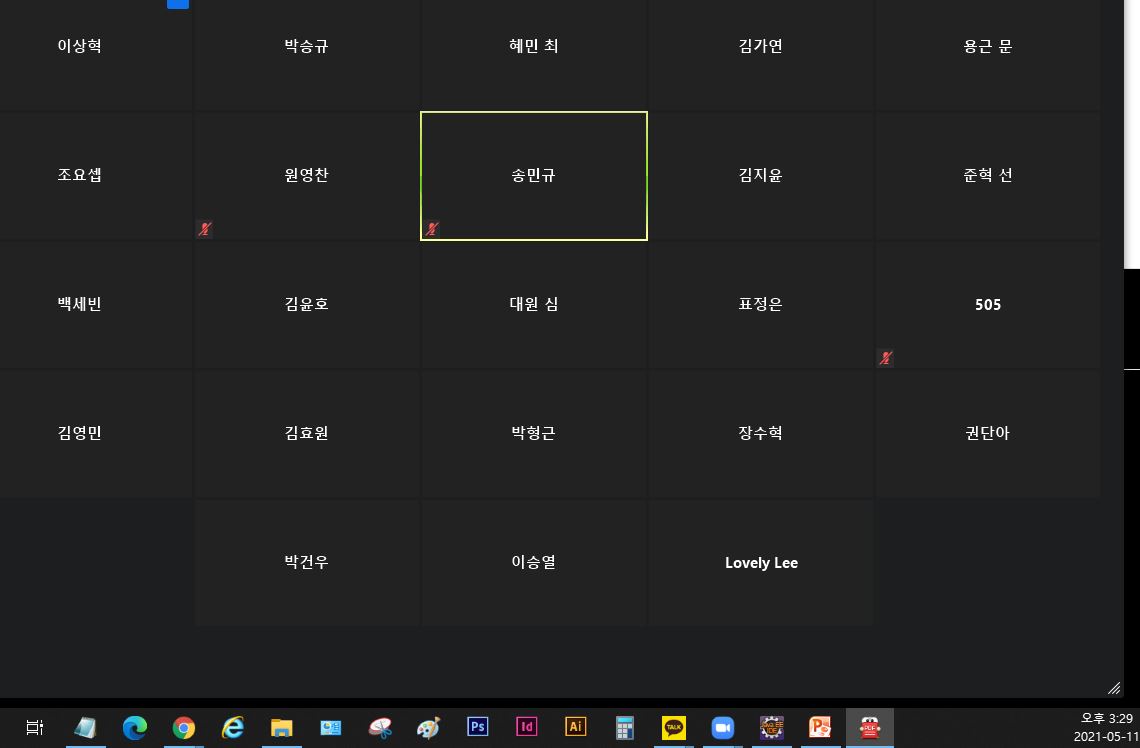 이상혁
박승규
혜민 최
김가연
용근 문
조요셉
원영찬
송민규
김지윤
준혁 선
백세빈
김윤호
대원 심
표정은
505
김영민
김효원
박형근
장수혁
권단아
박건우
이승열
Lovely Lee
Ps
Id
Ai
TALK
오후 3:29
2021-05-11